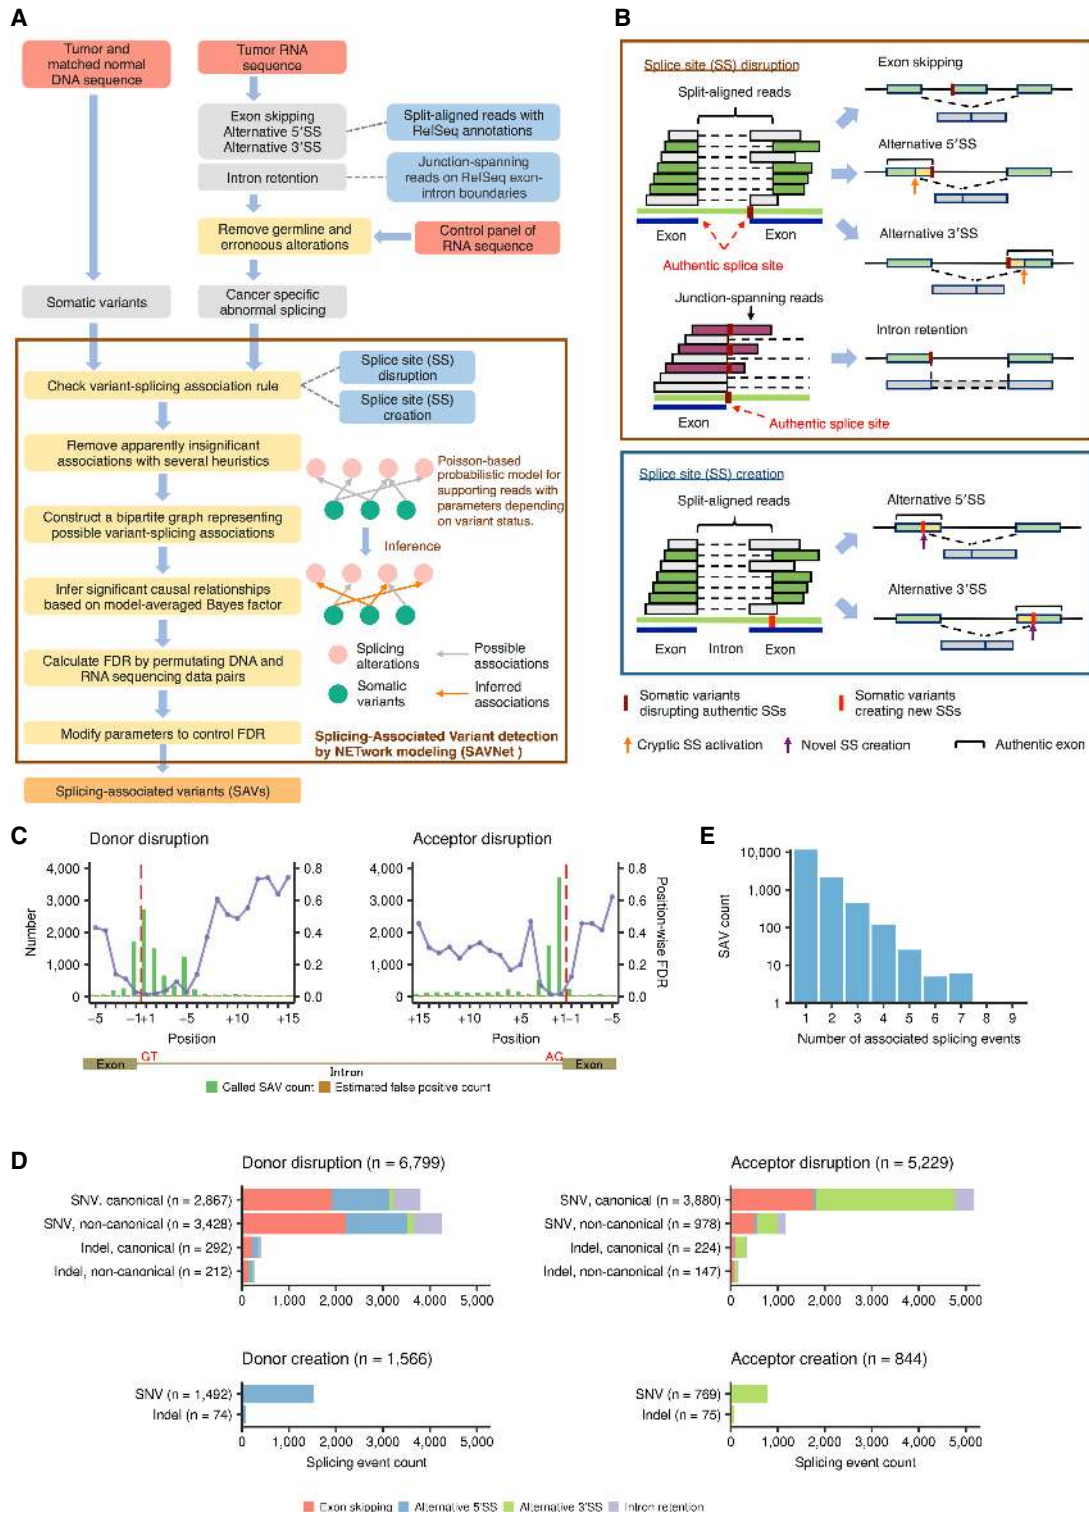 A
Tumor and
matched normal
DNA sequence
Tumor RNA
sequence
Exon skipping
Alternative 5'SS
Alternative 3'SS
Split-aligned reads with
RefSeq annotations
Intron retention
Junction-spanning
reads on RefSeq exon-
intron boundaries
Remove germline and
erroneous alterations
Control panel of
RNA sequence
Somatic variants
Cancer specific
abnormal splicing
Check variant-splicing association rule
Splice site (SS)
disruption
Splice site (SS)
creation
Remove apparently insignificant
associations with several heuristics
Construct a bipartite graph representing
possible variant-splicing associations
Infer significant causal relationships
based on model-averaged Bayes factor
Calculate FDR by permutating DNA and
RNA sequencing data pairs
Modify parameters to control FDR
Splicing-associated variants (SAVs)
Poisson-based
probabilistic model for
supporting reads with
parameters depending
on variant status.
Inference
Splicing
alterations
Possible
associations
Somatic
variants
Inferred
associations
Splicing-Associated Variant detection
by NETwork modeling (SAVNet )
B
Splice site (SS) disruption
Split-aligned reads
Exon Exon
Authentic splice site
Junction-spanning reads
Exon
Authentic splice site
Exon skipping
Alternative 5'SS
Alternative 3'SS
Intron retention
Splice site (SS) creation
Split-aligned reads
Exon Intron Exon
Alternative 5'SS
Alternative 3'SS
Somatic variants
disrupting authentic SSs
Somatic variants
creating new SSs
Cryptic SS activation
Novel SS creation
Authentic exon
C
Donor disruption
Number
4,000
3,000
2,000
1,000
0
0.8
0.6
0.4
0.2
0.0
−5 −1+1 −5 +10 +15
Position
Acceptor disruption
4,000
3,000
2,000
1,000
0
0.8
0.6
0.4
0.2
0.0
Position-wise FDR
+15 +10 +5 +1−1 −5
Position
Exon GT Intron AG Exon
Called SAV count Estimated false positive count
E
SAV count
10,000
1,000
100
10
1
1 2 3 4 5 6 7 8 9
Number of associated splicing events
D
Donor disruption (n = 6,799)
SNV, canonical (n = 2,867)
SNV, non-canonical (n = 3,428)
Indel, canonical (n = 292)
Indel, non-canonical (n = 212)
0 1,000 2,000 3,000 4,000 5,000
Acceptor disruption (n = 5,229)
SNV, canonical (n = 3,880)
SNV, non-canonical (n = 978)
Indel, canonical (n = 224)
Indel, non-canonical (n = 147)
0 1,000 2,000 3,000 4,000 5,000
Donor creation (n = 1,566)
SNV (n = 1,492)
Indel (n = 74)
0 1,000 2,000 3,000 4,000 5,000
Splicing event count
Acceptor creation (n = 844)
SNV (n = 769)
Indel (n = 75)
0 1,000 2,000 3,000 4,000 5,000
Splicing event count
Exon skipping Alternative 5'SS Alternative 3'SS Intron retention